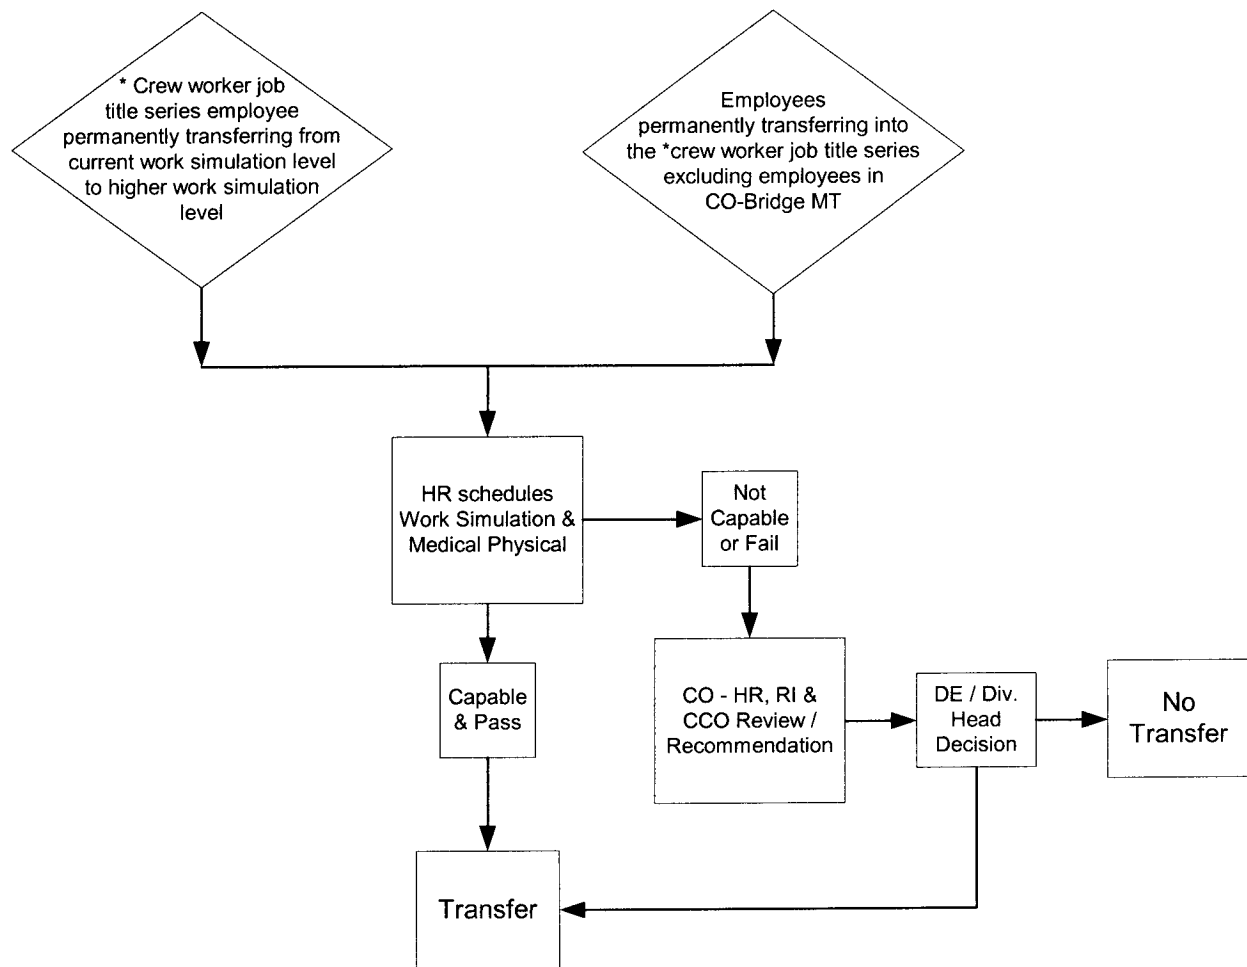 * Crew worker job
title series employee
permanently transferring from
current work simulation level
to higher work simulation
level
Employees
permanently transferring into
the *crew worker job title series
excluding employees in
CO-Bridge MT
HR schedules
Work Simulation &
Medical Physical
Not
Capable
or Fail
Capable
& Pass
CO - HR, RI &
CCO Review /
Recommendation
DE / Div.
Head
Decision
No
Transfer
Transfer